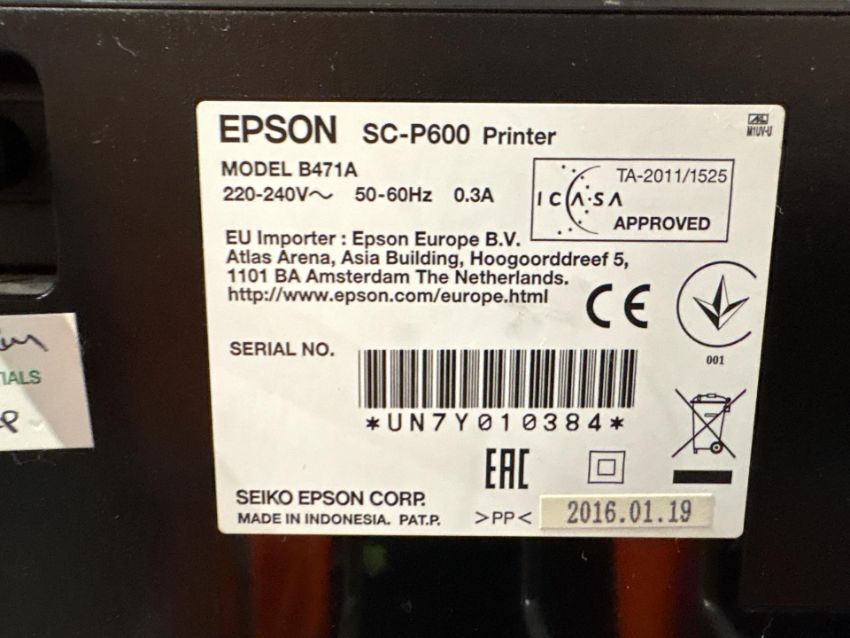 EPSON SC-P600 Printer
M1UV-U
MODEL B471A
220-240V～ 50-60Hz 0.3A
ICASA
TA-2011/1525
APPROVED
EU Importer : Epson Europe B.V.
Atlas Arena, Asia Building, Hoogoorddreef 5,
1101 BA Amsterdam The Netherlands.
http://www.epson.com/europe.html
CE
001
SERIAL NO.
*UN7Y010384*
EAC
SEIKO EPSON CORP.
MADE IN INDONESIA. PAT.P. >PP< 2016.01.19